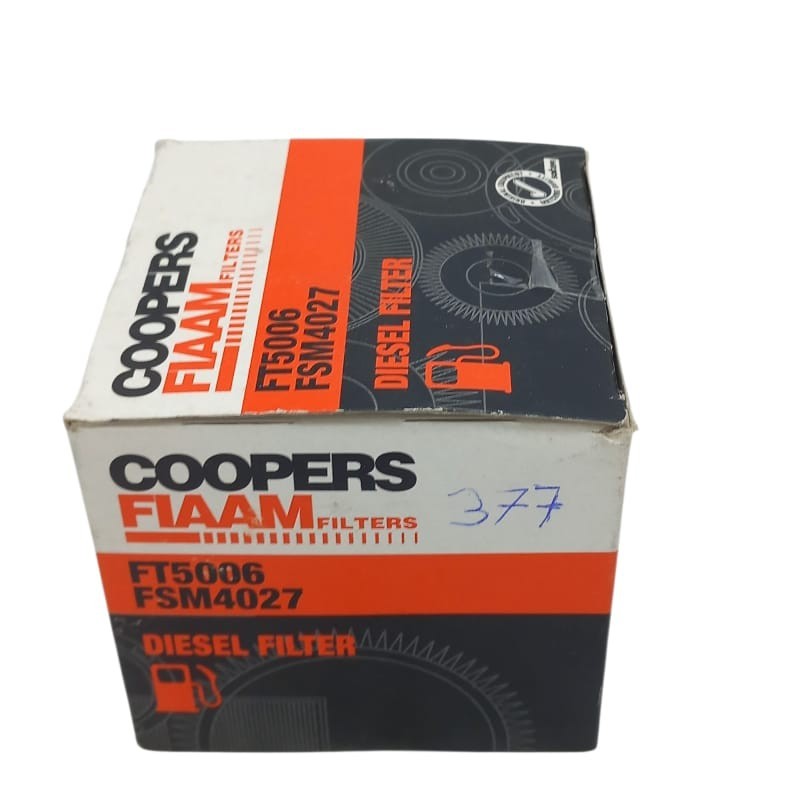 COOPERS
FIAAM FILTERS
FT5006
FSM4027
DIESEL FILTER
COOPERS
FIAAM FILTERS
377
FT5006
FSM4027
DIESEL FILTER